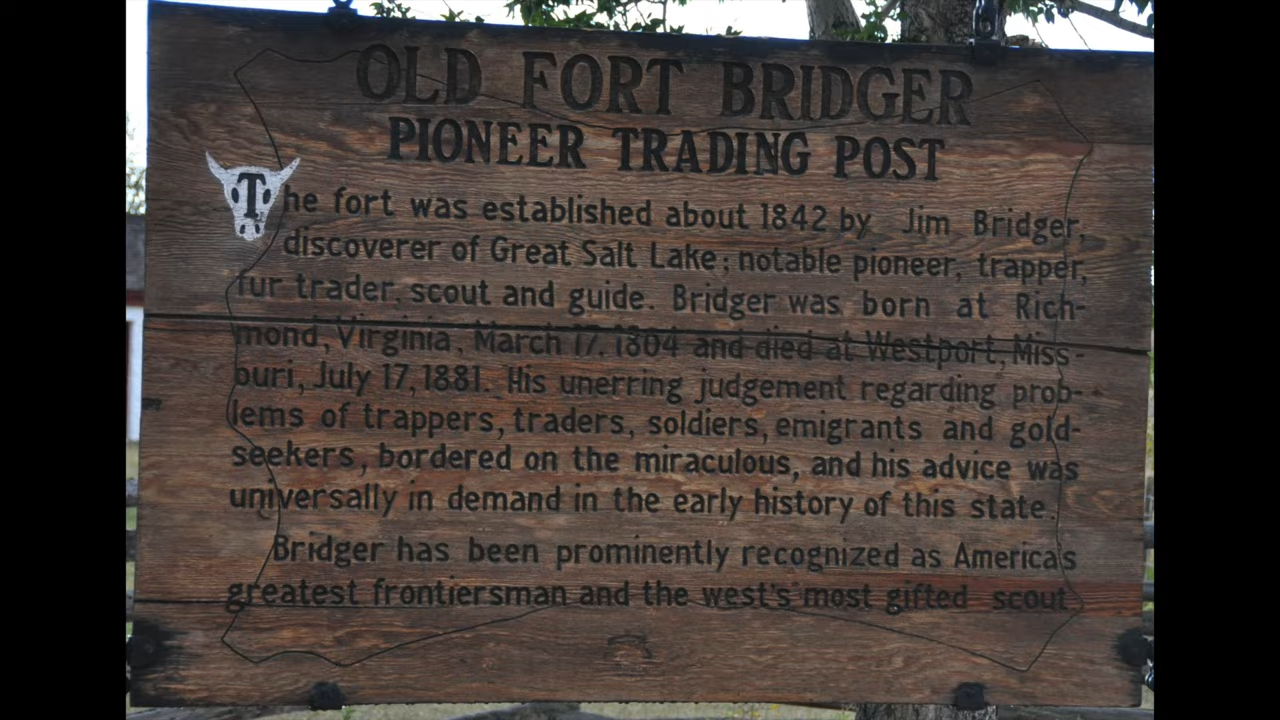 OLD FORT BRIDGER
PIONEER TRADING POST
The fort was established about 1842 by Jim Bridger,
discoverer of Great Salt Lake; notable pioneer, trapper,
fur trader, scout and guide. Bridger was born at Rich-
mond, Virginia, March 17, 1804 and died at Westport, Miss-
buri, July 17, 1881. His unerring judgement regarding prob-
lems of trappers, traders, soldiers, emigrants and gold-
seekers, bordered on the miraculous, and his advice was
universally in demand in the early history of this state.
Bridger has been prominently recognized as America's
greatest frontiersman and the west's most gifted scout